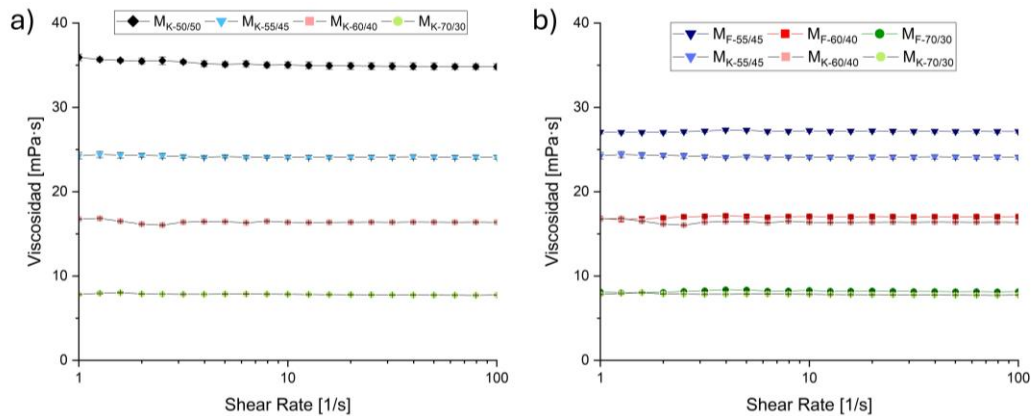 a)
M_K-50/50 M_K-55/45 M_K-60/40 M_K-70/30
Viscosidad [mPa·s]
40
30
20
10
0
1 10 100
Shear Rate [1/s]
b)
M_F-55/45 M_F-60/40 M_F-70/30
M_K-55/45 M_K-60/40 M_K-70/30
Viscosidad [mPa·s]
40
30
20
10
0
1 10 100
Shear Rate [1/s]